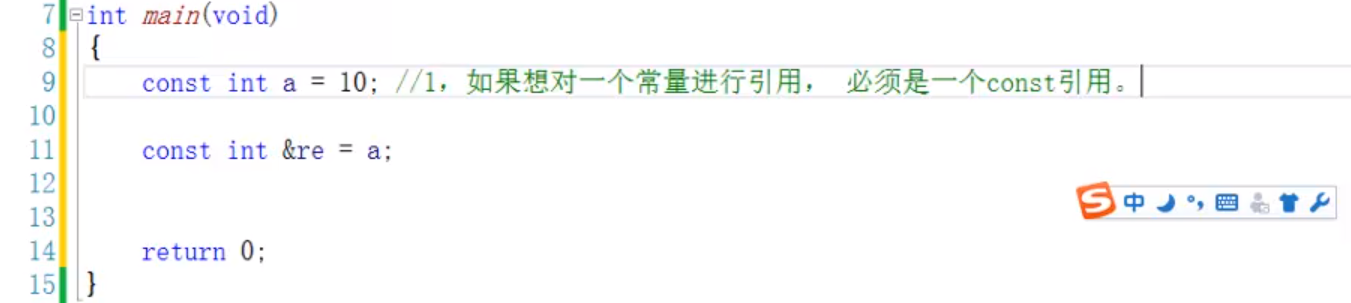 7 int main(void)
8 {
9 const int a = 10; //1，如果想对一个常量进行引用， 必须是一个const引用。
10
11 const int &re = a;
12
13
14 return 0;
15 }
S 中